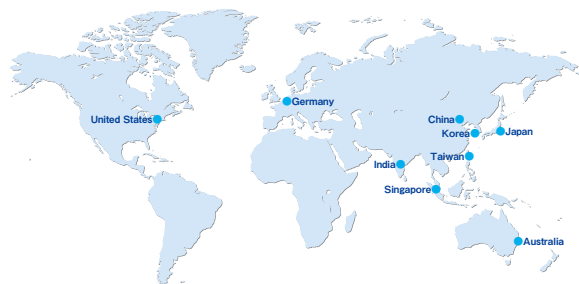 Germany
United States
China
Korea
Japan
Taiwan
India
Singapore
Australia